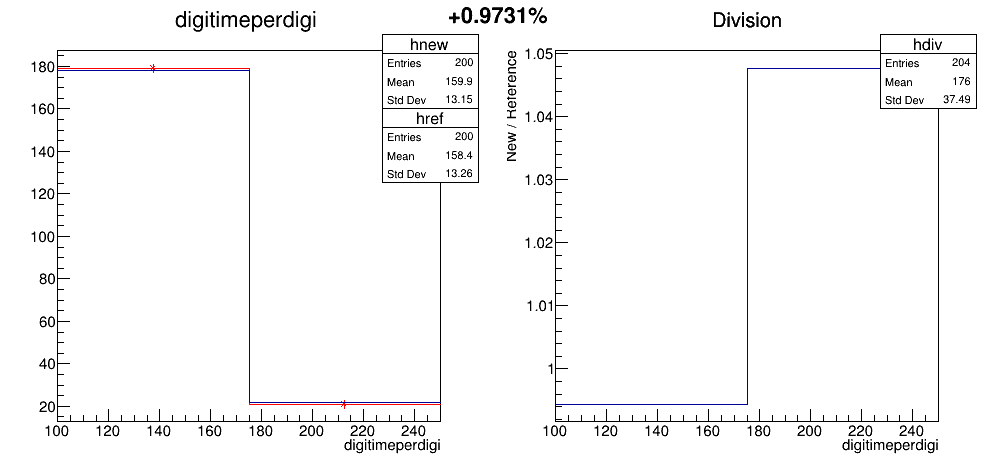 digitimeperdigi
+0.9731%
Division
hnew
Entries 200
Mean 159.9
Std Dev 13.15
href
Entries 200
Mean 158.4
Std Dev 13.26
180
160
140
120
100
80
60
40
20
100 120 140 160 180 200 220 240
digitimeperdigi
hdiv
Entries 204
Mean 176
Std Dev 37.49
New / Reference
1.05
1.04
1.03
1.02
1.01
1
100 120 140 160 180 200 220 240
digitimeperdigi